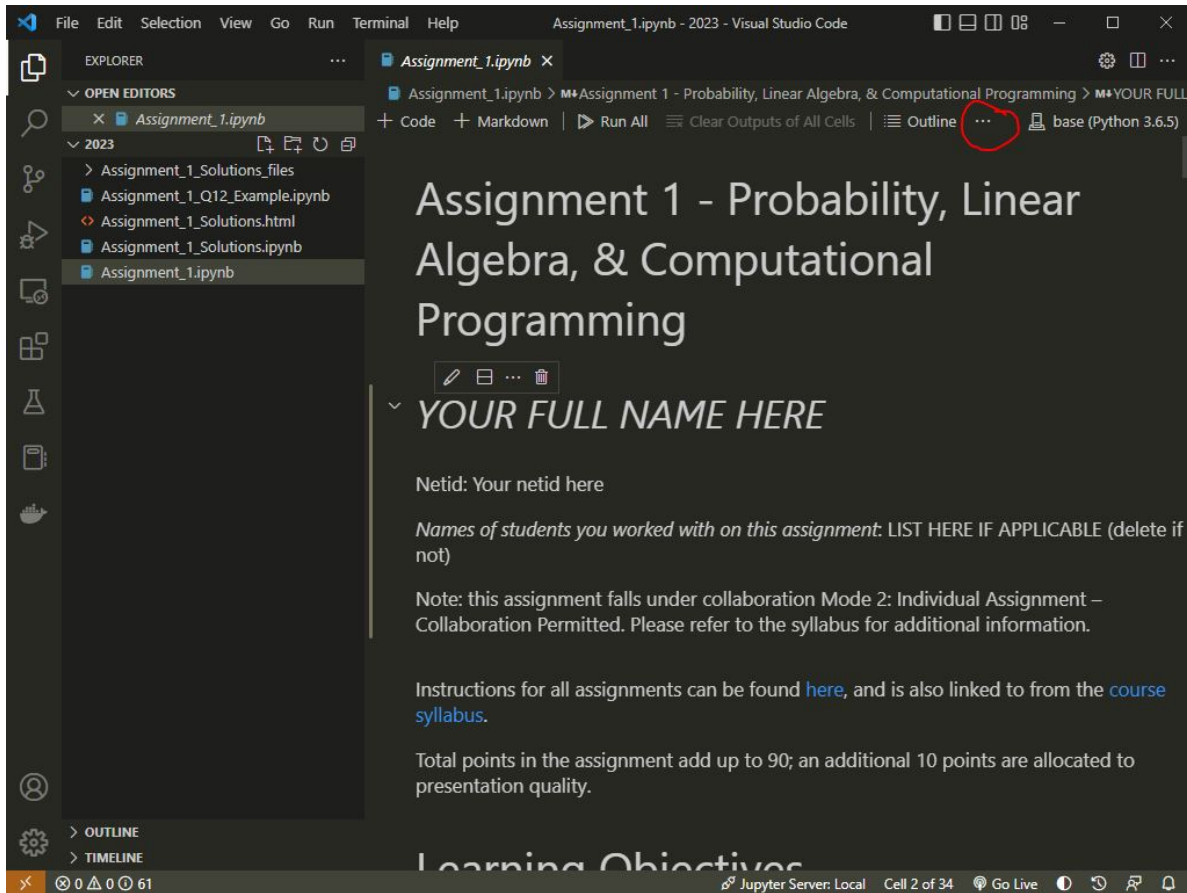 File Edit Selection View Go Run Terminal Help Assignment_1.ipynb - 2023 - Visual Studio Code
EXPLORER
OPEN EDITORS
Assignment_1.ipynb
2023
Assignment_1_Solutions_files
Assignment_1_Q12_Example.ipynb
Assignment_1_Solutions.html
Assignment_1_Solutions.ipynb
Assignment_1.ipynb
OUTLINE
TIMELINE
Assignment_1.ipynb
Assignment_1.ipynb > M↓Assignment 1 - Probability, Linear Algebra, & Computational Programming > M↓YOUR FULL
+ Code + Markdown | Run All Clear Outputs of All Cells | Outline ... base (Python 3.6.5)
Assignment 1 - Probability, Linear
Algebra, & Computational
Programming
YOUR FULL NAME HERE
Netid: Your netid here
Names of students you worked with on this assignment: LIST HERE IF APPLICABLE (delete if
not)
Note: this assignment falls under collaboration Mode 2: Individual Assignment –
Collaboration Permitted. Please refer to the syllabus for additional information.
Instructions for all assignments can be found here, and is also linked to from the course
syllabus.
Total points in the assignment add up to 90; an additional 10 points are allocated to
presentation quality.
Learning Objectives
0 0 61 Jupyter Server: Local Cell 2 of 34 Go Live